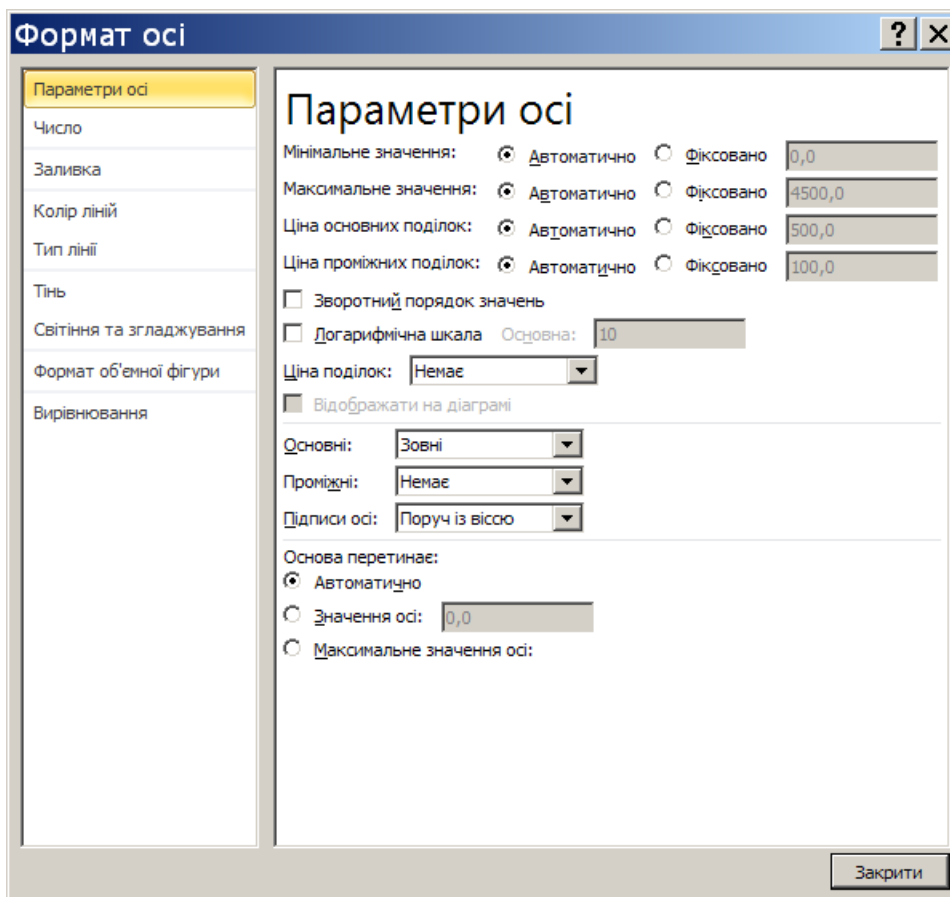 Формат осі
Параметри осі
Число
Заливка
Колір ліній
Тип лінії
Тінь
Світіння та згладжування
Формат об'ємної фігури
Вирівнювання
Параметри осі
Мінімальне значення: Автоматично Фіксовано 0,0
Максимальне значення: Автоматично Фіксовано 4500,0
Ціна основних поділок: Автоматично Фіксовано 500,0
Ціна проміжних поділок: Автоматично Фіксовано 100,0
Зворотний порядок значень
Логарифмічна шкала Основна: 10
Ціна поділок: Немає
Відображати на діаграмі
Основні: Зовні
Проміжні: Немає
Підписи осі: Поруч із віссю
Основа перетинає:
Автоматично
Значення осі: 0,0
Максимальне значення осі:
Закрити